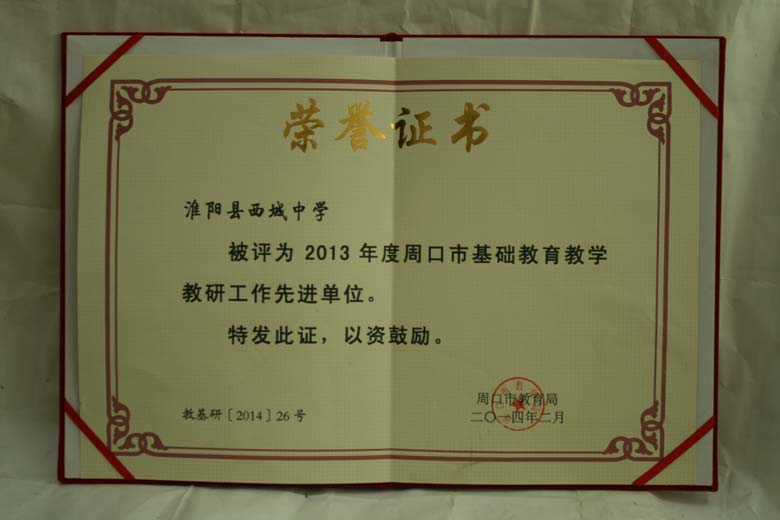 荣誉证书
淮阳县西城中学
被评为 2013 年度周口市基础教育教学
教研工作先进单位。
特发此证，以资鼓励。
教基研［2014］26 号
周口市教育局
二〇一四年二月